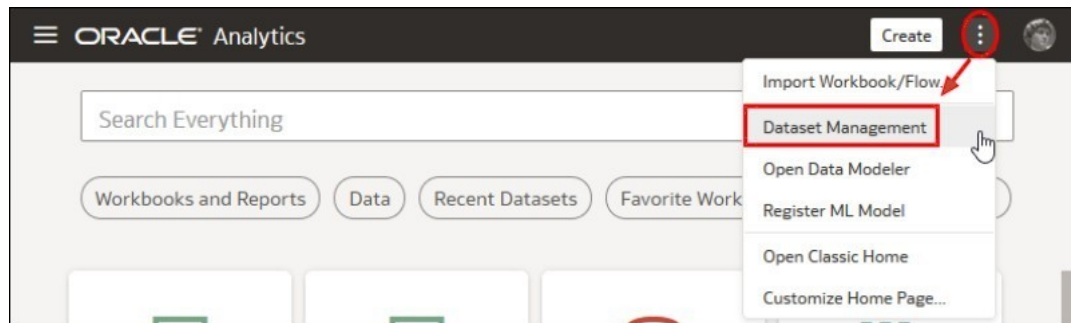 ORACLE Analytics
Create
Import Workbook/Flow...
Search Everything
Dataset Management
Open Data Modeler
Workbooks and Reports
Data
Recent Datasets
Favorite Work
Register ML Model
Open Classic Home
Customize Home Page...